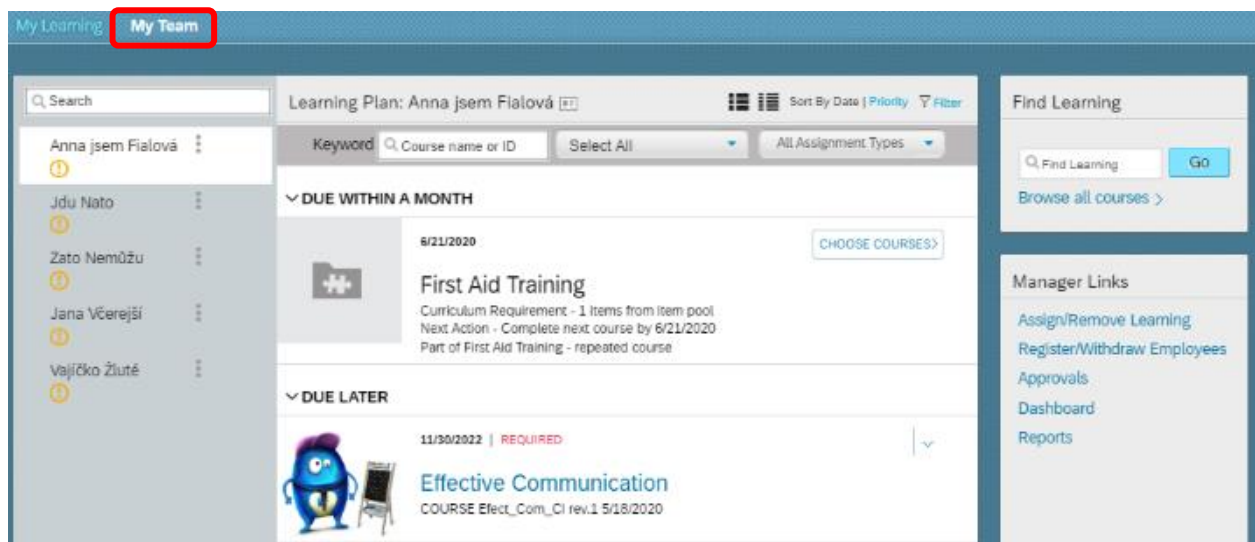 My Learning My Team
Search
Anna jsem Fialová
Jdu Nato
Zato Nemůžu
Jana Včerejší
Vajíčko Žluté
Learning Plan: Anna jsem Fialová
Sort By Date | Priority Filter
Keyword Course name or ID Select All All Assignment Types
DUE WITHIN A MONTH
6/21/2020
CHOOSE COURSES>
First Aid Training
Curriculum Requirement - 1 Items from item pool
Next Action - Complete next course by 6/21/2020
Part of First Aid Training - repeated course
DUE LATER
11/30/2022 | REQUIRED
Effective Communication
COURSE Efect_Com_CI rev.1 5/18/2020
Find Learning
Find Learning Go
Browse all courses >
Manager Links
Assign/Remove Learning
Register/Withdraw Employees
Approvals
Dashboard
Reports